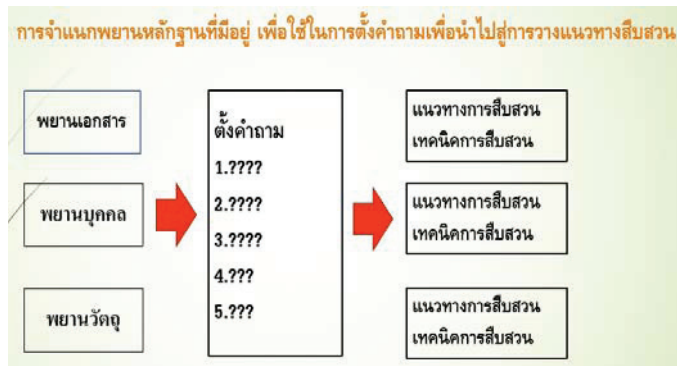 การจำแนกพยานหลักฐานที่มีอยู่ เพื่อใช้ในการตั้งคำถามเพื่อนำไปสู่การวางแนวทางสืบสวน
พยานเอกสาร
พยานบุคคล
พยานวัตถุ
ตั้งคำถาม
1.????
2.????
3.????
4.???
5.???
แนวทางการสืบสวน
เทคนิคการสืบสวน
แนวทางการสืบสวน
เทคนิคการสืบสวน
แนวทางการสืบสวน
เทคนิคการสืบสวน